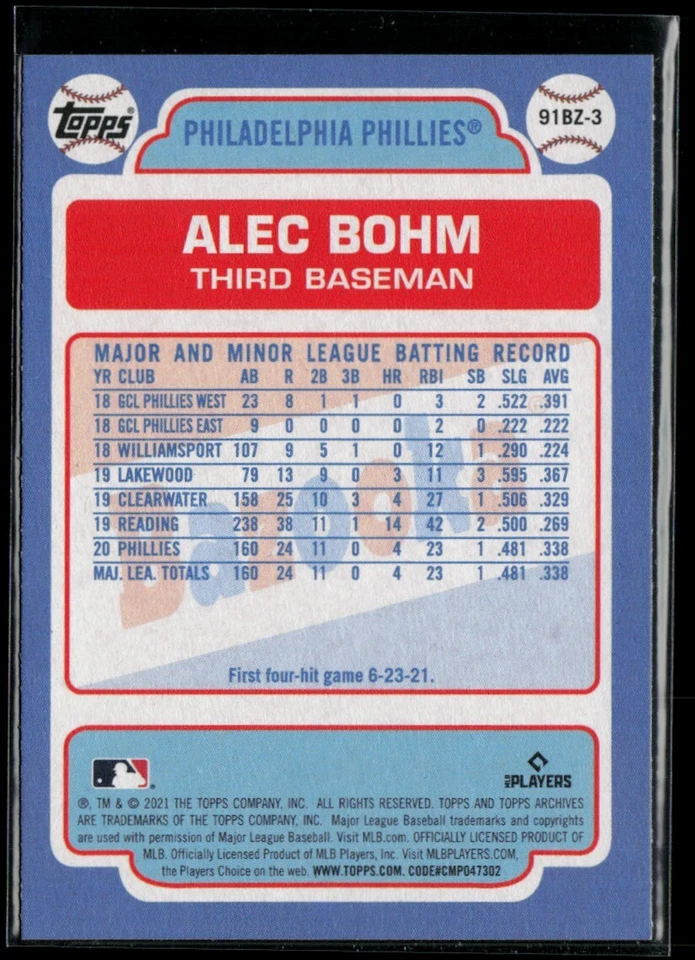 Topps
PHILADELPHIA PHILLIES®
91BZ-3
ALEC BOHM
THIRD BASEMAN
MAJOR AND MINOR LEAGUE BATTING RECORD
YR CLUB AB R 2B 3B HR RBI SB SLG AVG
18 GCL PHILLIES WEST 23 8 1 1 0 3 2 .522 .391
18 GCL PHILLIES EAST 9 0 0 0 0 2 0 .222 .222
18 WILLIAMSPORT 107 9 5 1 0 12 1 .290 .224
19 LAKEWOOD 79 13 9 0 3 11 3 .595 .367
19 CLEARWATER 158 25 10 3 4 27 1 .506 .329
19 READING 238 38 11 1 14 42 2 .500 .269
20 PHILLIES 160 24 11 0 4 23 1 .481 .338
MAJ. LEA. TOTALS 160 24 11 0 4 23 1 .481 .338
Bazooka®
First four-hit game 6-23-21.
MLB PLAYERS
®, TM & © 2021 THE TOPPS COMPANY, INC. ALL RIGHTS RESERVED. TOPPS AND TOPPS ARCHIVES
ARE TRADEMARKS OF THE TOPPS COMPANY, INC. Major League Baseball trademarks and copyrights
are used with permission of Major League Baseball. Visit MLB.com. OFFICIALLY LICENSED PRODUCT OF
MLB. Officially Licensed Product of MLB Players, Inc. Visit MLBPLAYERS.COM,
the Players Choice on the web. WWW.TOPPS.COM. CODE#CMP047302